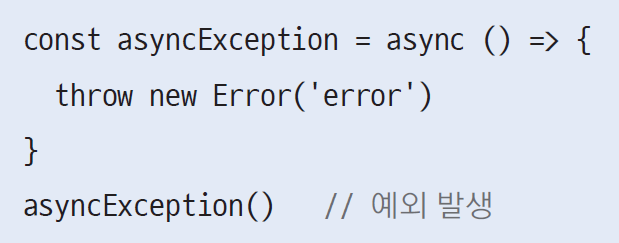 const asyncException = async () => {
  throw new Error('error')
}
asyncException()   // 예외 발생